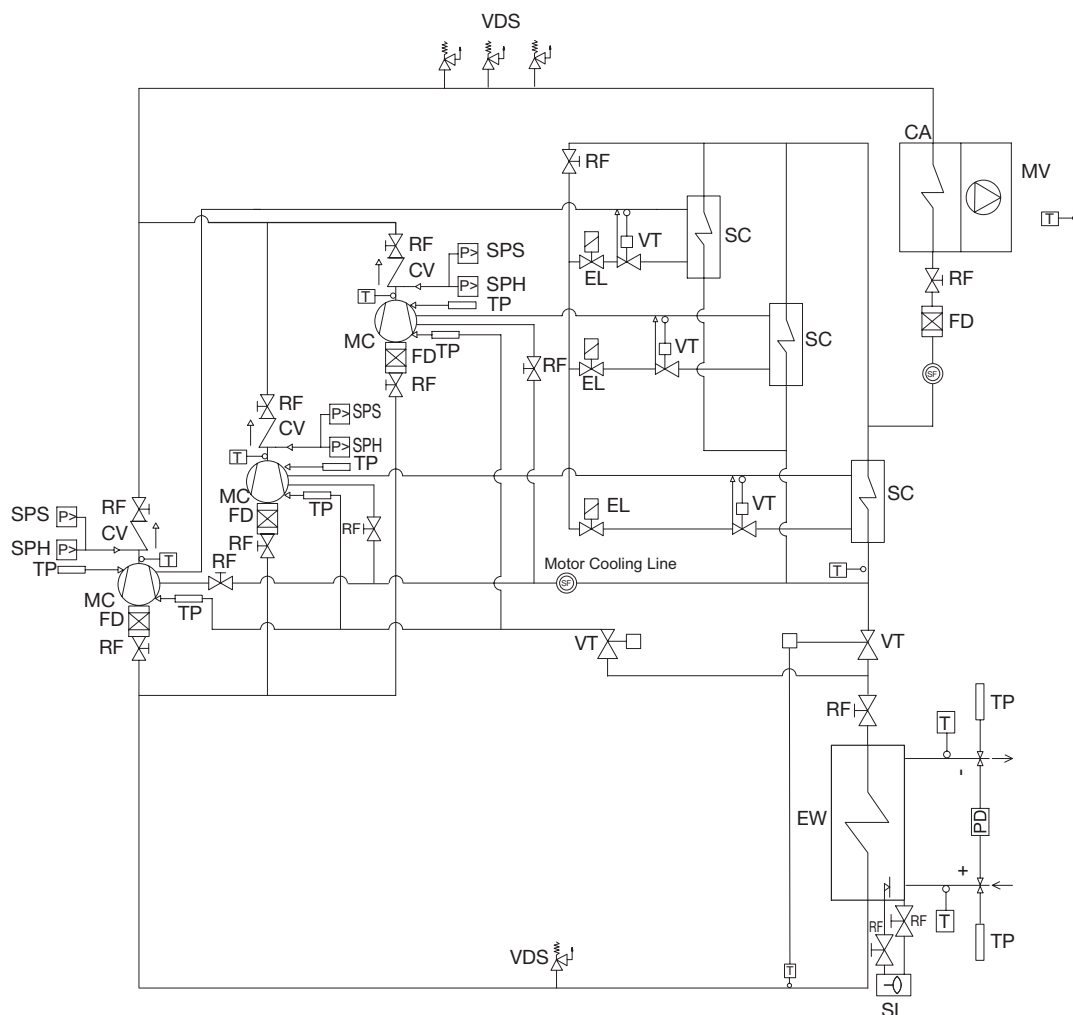 VDS
CA
MV
T
RF
FD
SF
RF
SC
VT
EL
RF
CV
P> SPS
P> SPH
T
TP
MC
TP
FD
RF
RF
SC
VT
EL
RF
CV
P> SPS
P> SPH
T
TP
MC
TP
FD
RF
RF
SC
VT
EL
SPS P>
SPH P>
RF
CV
T
TP
RF
MC
TP
FD
RF
Motor Cooling Line
SF
T
VT
VT
RF
T
TP
-
EW
PD
+
T
TP
RF
RF
VDS
T
SL